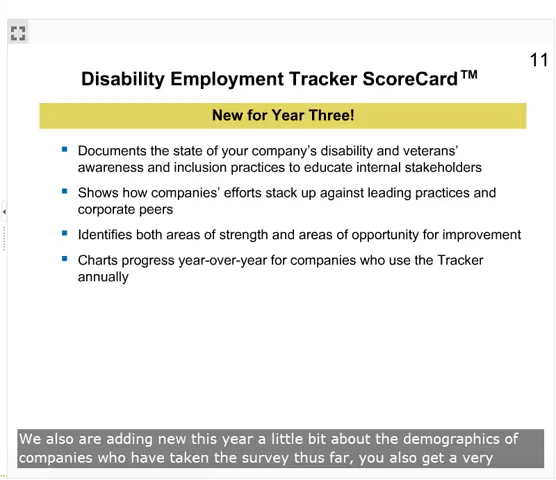 11
Disability Employment Tracker ScoreCard™
New for Year Three!
Documents the state of your company's disability and veterans'
awareness and inclusion practices to educate internal stakeholders
Shows how companies' efforts stack up against leading practices and
corporate peers
Identifies both areas of strength and areas of opportunity for improvement
Charts progress year-over-year for companies who use the Tracker
annually
We also are adding new this year a little bit about the demographics of
companies who have taken the survey thus far, you also get a very